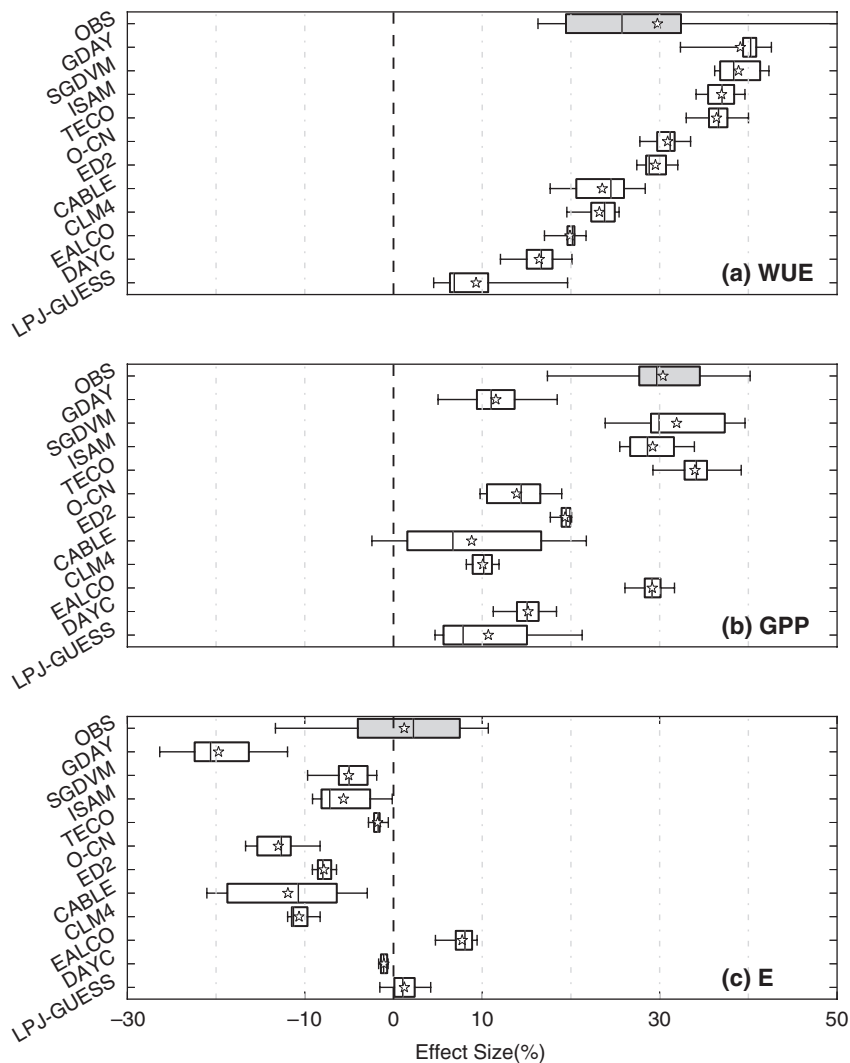 OBS
GDAY
SGDVM
ISAM
TECO
O-CN
ED2
CABLE
CLM4
EALCO
DAYC
LPJ-GUESS
(a) WUE
OBS
GDAY
SGDVM
ISAM
TECO
O-CN
ED2
CABLE
CLM4
EALCO
DAYC
LPJ-GUESS
(b) GPP
OBS
GDAY
SGDVM
ISAM
TECO
O-CN
ED2
CABLE
CLM4
EALCO
DAYC
LPJ-GUESS
(c) E
−30 −10 0 10 30 50
Effect Size(%)